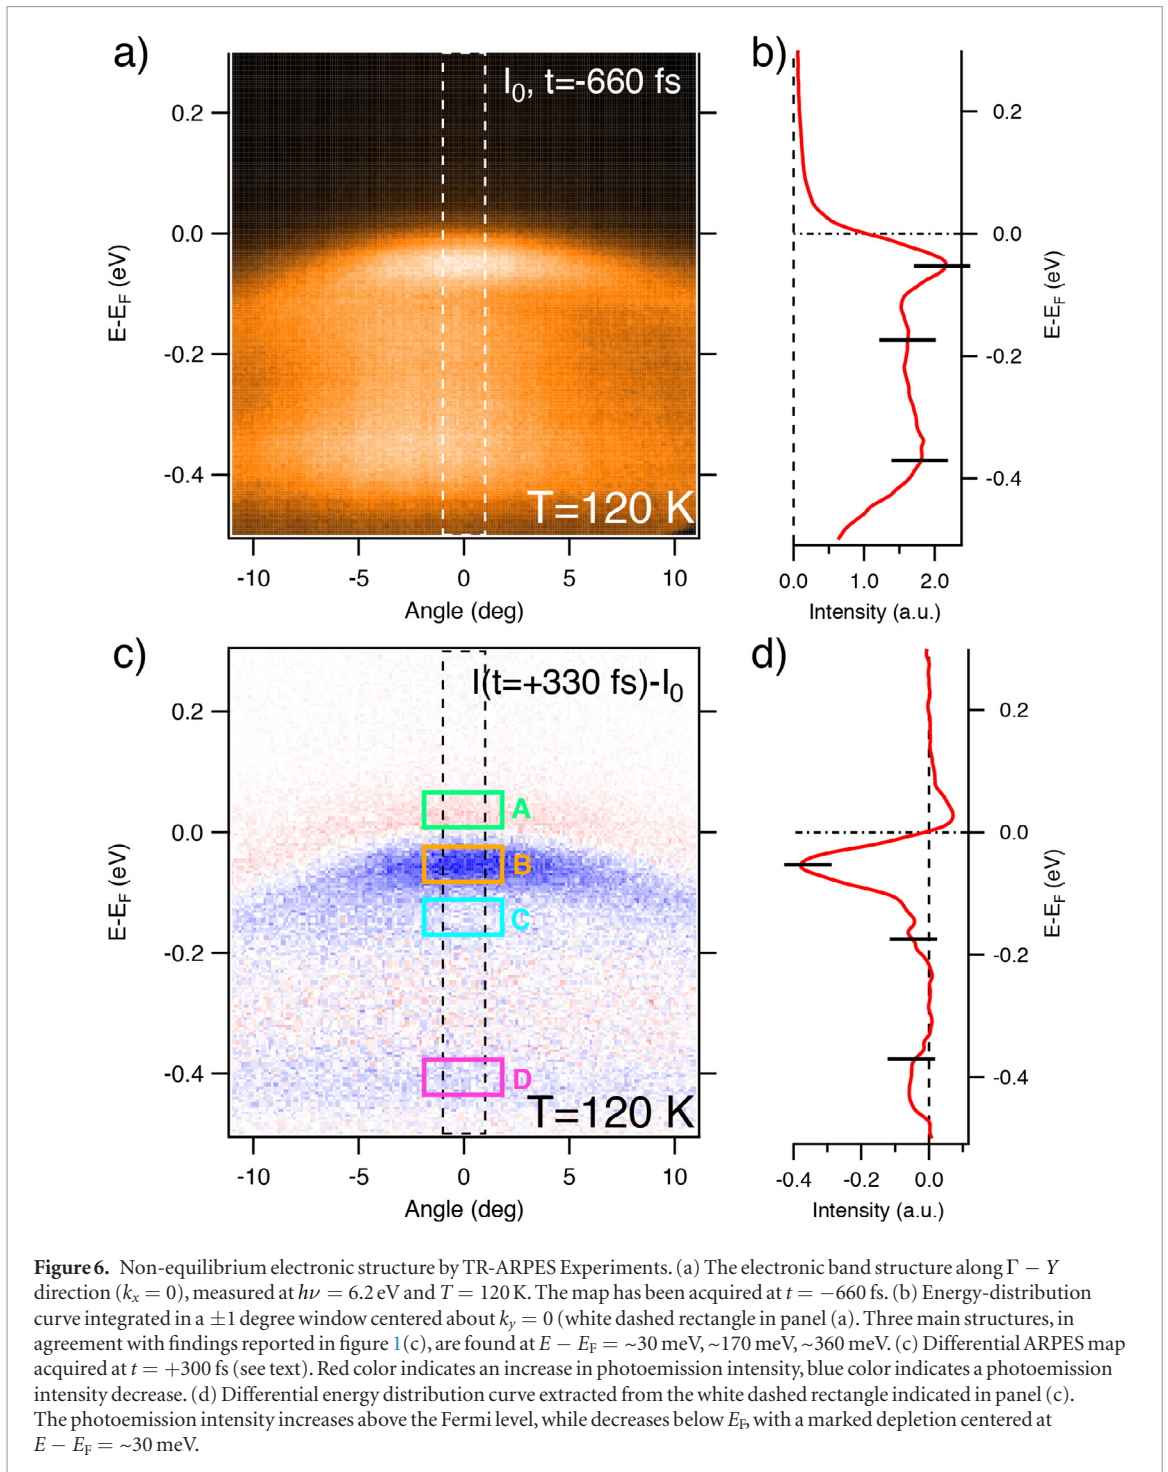 a)
I0, t=-660 fs
0.2
0.0
-0.2
-0.4
E-EF (eV)
T=120 K
-10 -5 0 5 10
Angle (deg)
b)
0.2
0.0
-0.2
-0.4
E-EF (eV)
0.0 1.0 2.0
Intensity (a.u.)
c)
I(t=+330 fs)-I0
0.2
0.0
-0.2
-0.4
E-EF (eV)
A
B
C
D
T=120 K
-10 -5 0 5 10
Angle (deg)
d)
0.2
0.0
-0.2
-0.4
E-EF (eV)
-0.4 -0.2 0.0
Intensity (a.u.)
Figure 6. Non-equilibrium electronic structure by TR-ARPES Experiments. (a) The electronic band structure along Γ − Y
direction (kx = 0), measured at hν = 6.2 eV and T = 120 K. The map has been acquired at t = −660 fs. (b) Energy-distribution
curve integrated in a ±1 degree window centered about ky = 0 (white dashed rectangle in panel (a). Three main structures, in
agreement with findings reported in figure 1(c), are found at E − EF = ~30 meV, ~170 meV, ~360 meV. (c) Differential ARPES map
acquired at t = +300 fs (see text). Red color indicates an increase in photoemission intensity, blue color indicates a photoemission
intensity decrease. (d) Differential energy distribution curve extracted from the white dashed rectangle indicated in panel (c).
The photoemission intensity increases above the Fermi level, while decreases below EF, with a marked depletion centered at
E − EF = ~30 meV.